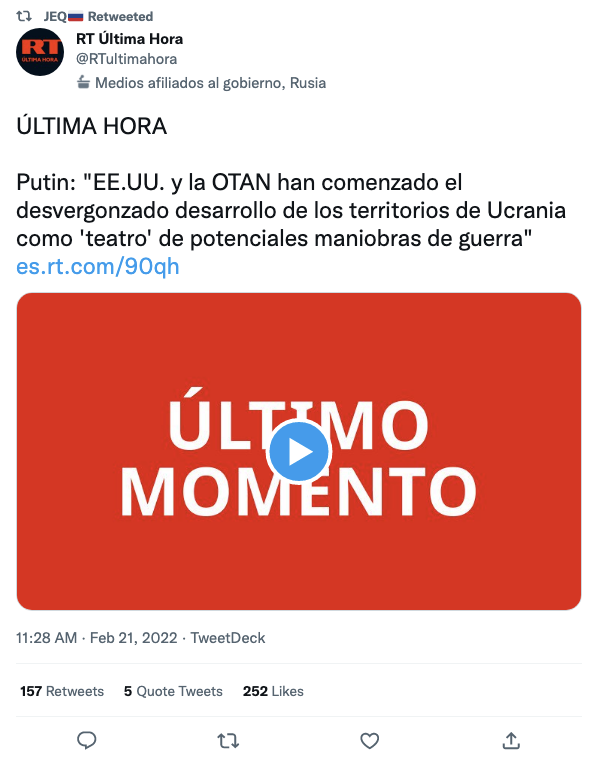 JEQ Retweeted
RT
ÚLTIMA HORA
RT Última Hora
@RTultimahora
Medios afiliados al gobierno, Rusia
ÚLTIMA HORA
Putin: "EE.UU. y la OTAN han comenzado el
desvergonzado desarrollo de los territorios de Ucrania
como 'teatro' de potenciales maniobras de guerra"
es.rt.com/90qh
ÚLTIMO
MOMENTO
11:28 AM · Feb 21, 2022 · TweetDeck
157 Retweets 5 Quote Tweets 252 Likes